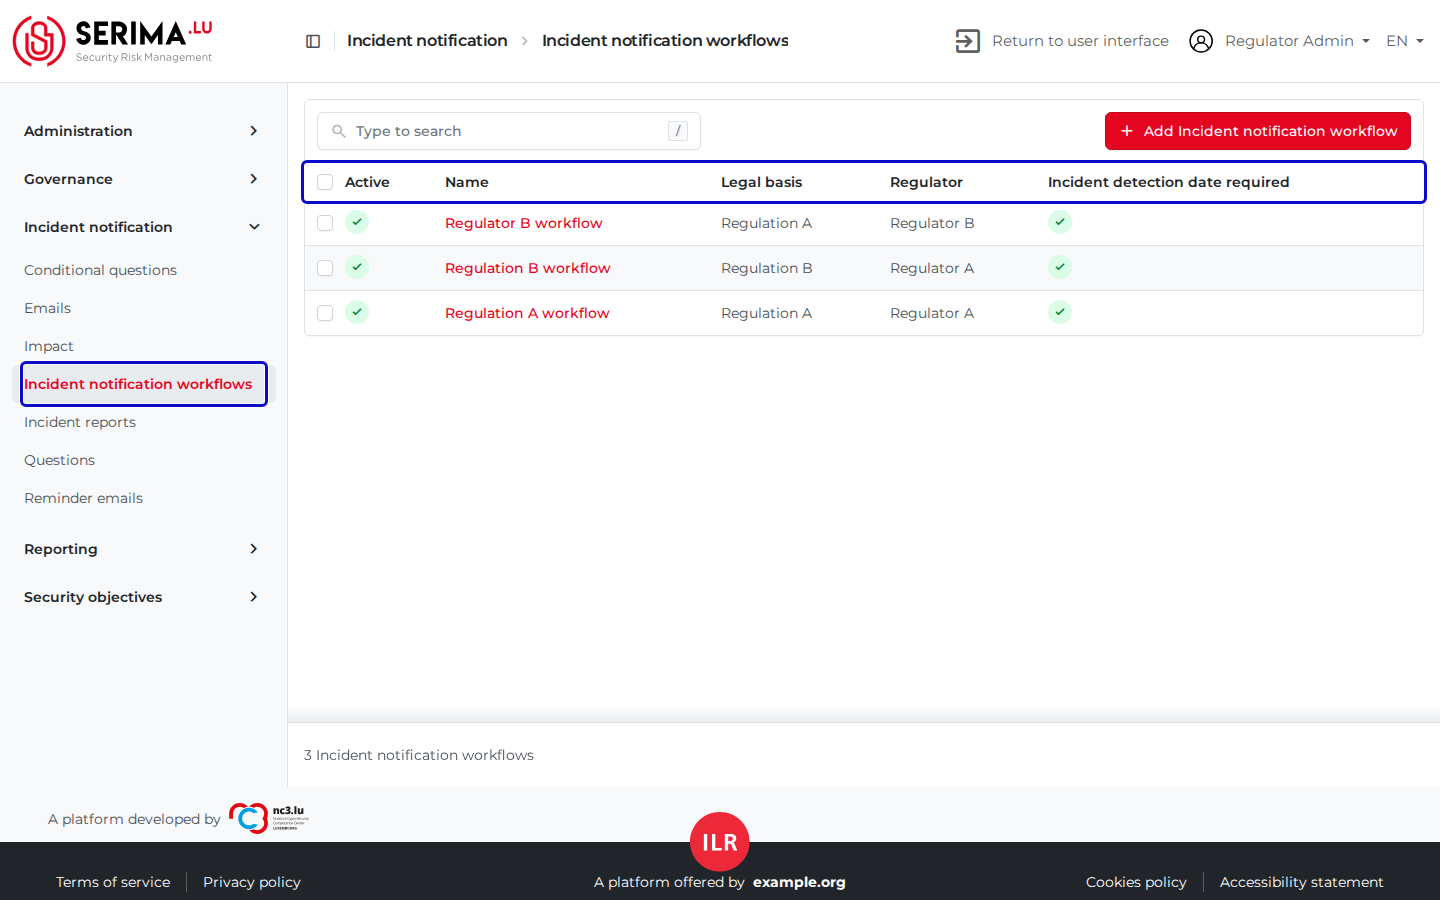 SERIMA.LU
Security Risk Management
Incident notification > Incident notification workflows
Return to user interface
Regulator Admin
EN
Administration
Governance
Incident notification
Conditional questions
Emails
Impact
Incident notification workflows
Incident reports
Questions
Reminder emails
Reporting
Security objectives
Type to search
/
+ Add Incident notification workflow
Active Name Legal basis Regulator Incident detection date required
Regulator B workflow Regulation A Regulator B
Regulation B workflow Regulation B Regulator A
Regulation A workflow Regulation A Regulator A
3 Incident notification workflows
A platform developed by
nc3.lu
LUXEMBOURG
ILR
Terms of service
Privacy policy
A platform offered by example.org
Cookies policy
Accessibility statement